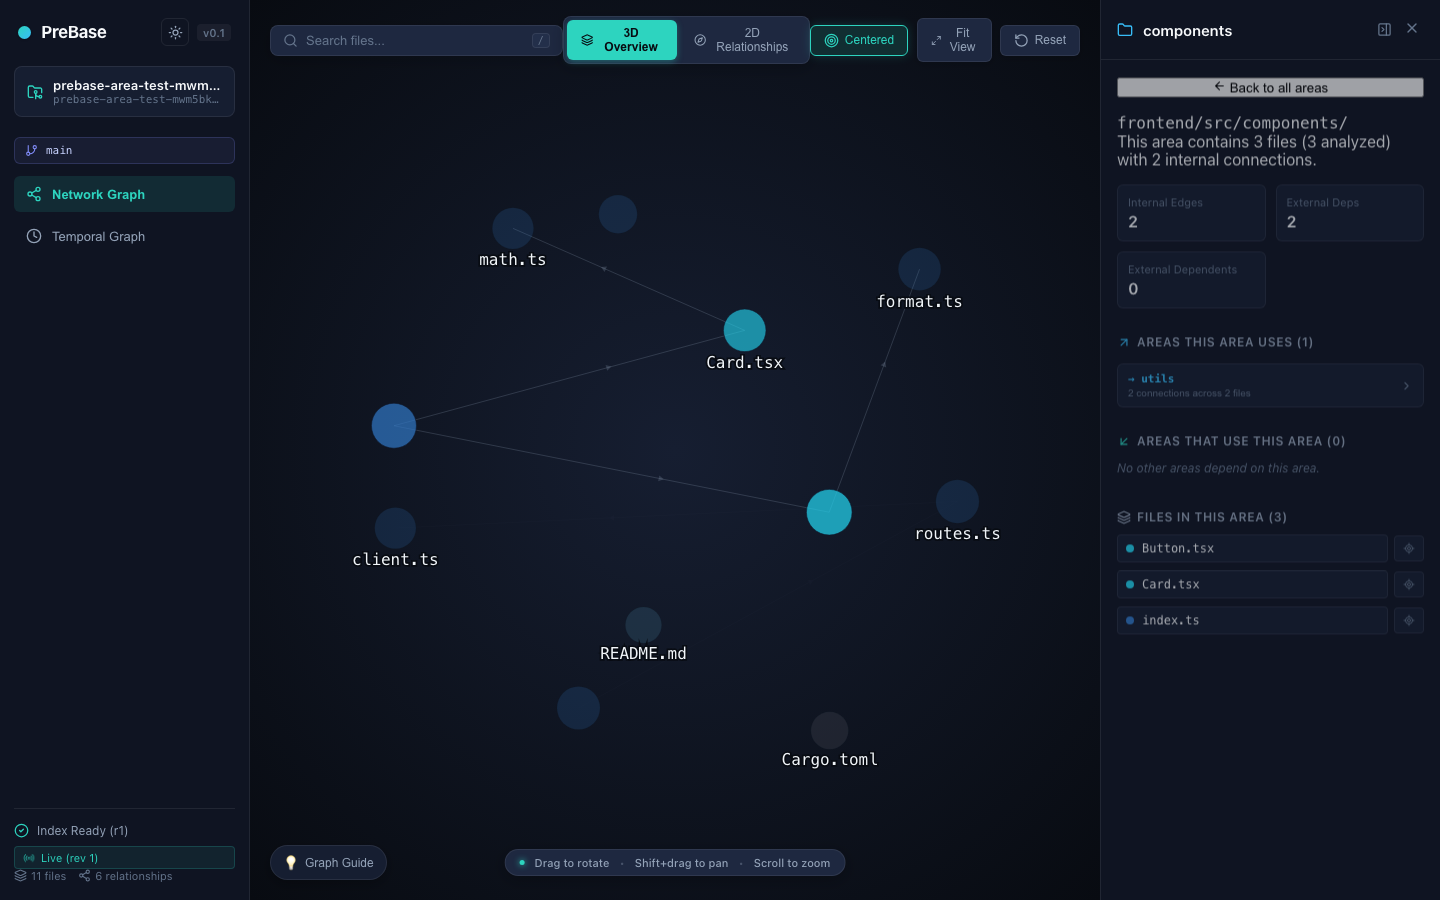 PreBase
v0.1
prebase-area-test-mwm...
prebase-area-test-mwm5bk...
main
Network Graph
Temporal Graph
Index Ready (r1)
Live (rev 1)
11 files
6 relationships
Search files...
/
3D
Overview
2D
Relationships
Centered
Fit
View
Reset
math.ts
format.ts
Card.tsx
client.ts
routes.ts
README.md
Cargo.toml
Graph Guide
Drag to rotate · Shift+drag to pan · Scroll to zoom
components
← Back to all areas
frontend/src/components/
This area contains 3 files (3 analyzed)
with 2 internal connections.
Internal Edges
2
External Deps
2
External Dependents
0
AREAS THIS AREA USES (1)
→ utils
2 connections across 2 files
AREAS THAT USE THIS AREA (0)
No other areas depend on this area.
FILES IN THIS AREA (3)
Button.tsx
Card.tsx
index.ts